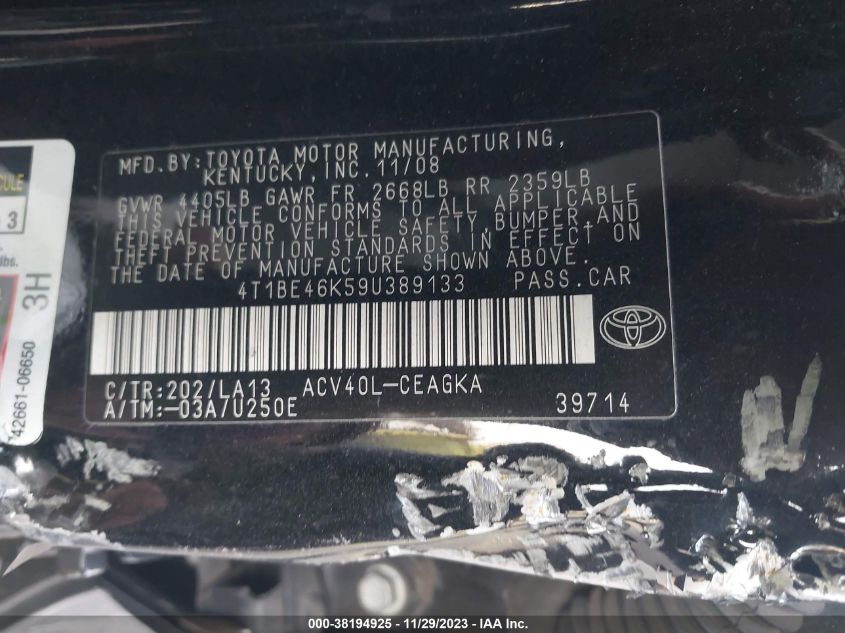 MFD.BY:TOYOTA MOTOR MANUFACTURING,
KENTUCKY,INC.11/08
GVWR 4405LB GAWR FR 2668LB RR 2359LB
THIS VEHICLE CONFORMS TO ALL APPLICABLE
FEDERAL MOTOR VEHICLE SAFETY,BUMPER,AND
THEFT PREVENTION STANDARDS IN EFFECT ON
THE DATE OF MANUFACTURE SHOWN ABOVE.
4T1BE46K59U389133 PASS.CAR
C/TR:202/LA13 ACV40L-CEAGKA
A/TM:-03A/U250E 39714
3
lbs.
3H
42661-06650
000-38194925 - 11/29/2023 - IAA Inc.